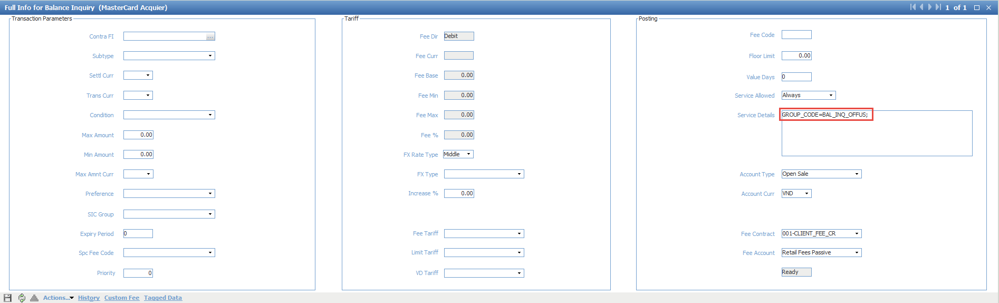 Full Info for Balance Inquiry (MasterCard Acquier)
1 of 1
Transaction Parameters
Contra FI ...
Subtype
Settl Curr
Trans Curr
Condition
Max Amount 0.00
Min Amount 0.00
Max Amnt Curr
Preference
SIC Group
Expiry Period 0
Spc Fee Code
Priority 0
Tariff
Fee Dir Debit
Fee Curr
Fee Base 0.00
Fee Min 0.00
Fee Max 0.00
Fee % 0.00
FX Rate Type Middle
FX Type
Increase % 0.00
Fee Tariff
Limit Tariff
VD Tariff
Posting
Fee Code
Floor Limit 0.00
Value Days 0
Service Allowed Always
Service Details GROUP_CODE=BAL_INQ_OFFUS;
Account Type Open Sale
Account Curr VND
Fee Contract 001-CLIENT_FEE_CR
Fee Account Retail Fees Passive
Ready
Actions... History Custom Fee Tagged Data